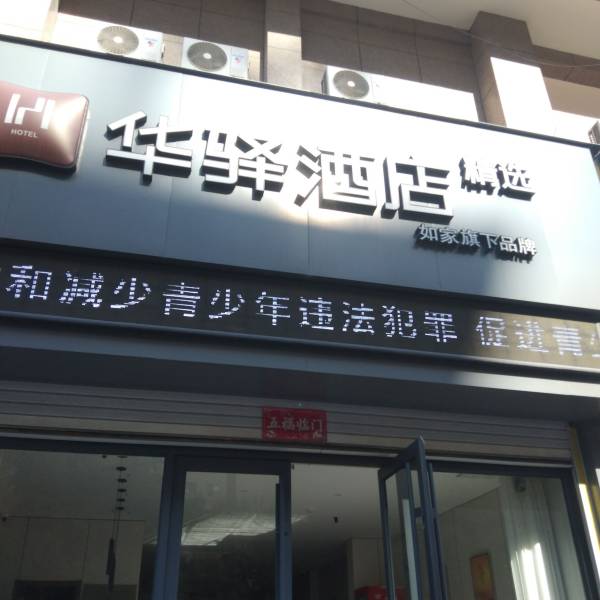 HOTEL
华驿酒店 精选
如家旗下品牌
和减少青少年违法犯罪 促进青少
五福临门